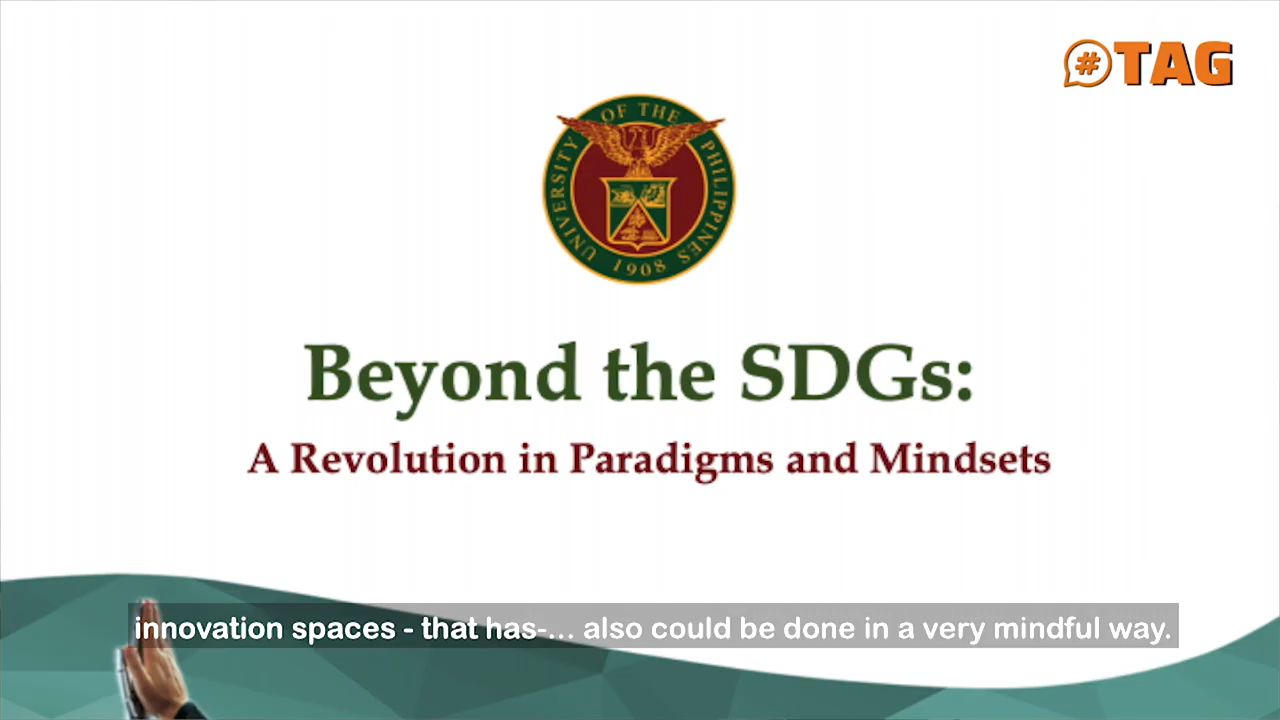 #TAG
UNIVERSITY OF THE PHILIPPINES
1908
Beyond the SDGs:
A Revolution in Paradigms and Mindsets
innovation spaces - that has-... also could be done in a very mindful way.